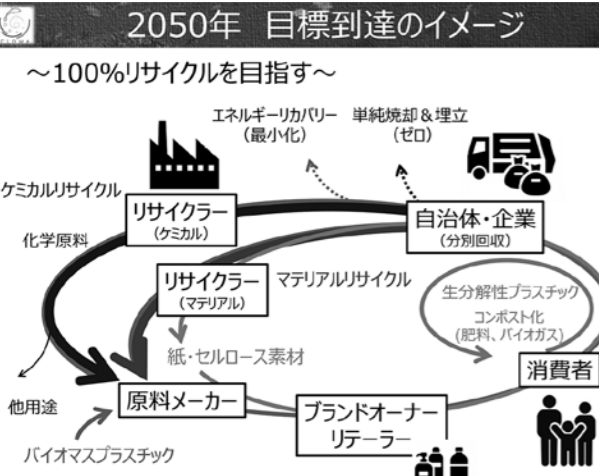 2050年 目標到達のイメージ
～100%リサイクルを目指す～
エネルギーリカバリー
（最小化）
単純焼却＆埋立
（ゼロ）
ケミカルリサイクル
リサイクラー
（ケミカル）
自治体・企業
（分別回収）
化学原料
リサイクラー
（マテリアル）
マテリアルリサイクル
生分解性プラスチック
コンポスト化
（肥料、バイオガス）
紙・セルロース素材
消費者
他用途
原料メーカー
ブランドオーナー
リテーラー
バイオマスプラスチック